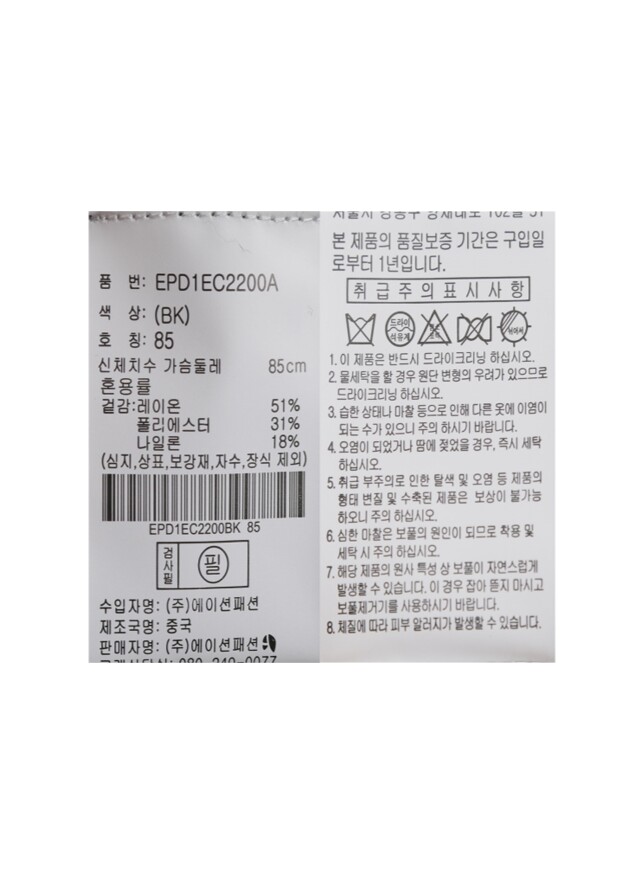 품 번: EPD1EC2200A
색 상: (BK)
호 칭: 85
신체치수 가슴둘레 85cm
혼용률
겉감:레이온 51%
폴리에스터 31%
나일론 18%
(심지,상표,보강재,자수,장식 제외)
EPD1EC2200BK 85
검사필
필
수입자명: (주)에이션패션
제조국명: 중국
판매자명: (주)에이션패션
080-240-0077
본 제품의 품질보증 기간은 구입일
로부터 1년입니다.
취급주의표시사항
드라이
석유계
1. 이 제품은 반드시 드라이크리닝 하십시오.
2. 물세탁을 할 경우 원단 변형의 우려가 있으므로
드라이크리닝 하십시오.
3. 습한 상태나 마찰 등으로 인해 다른 옷에 이염이
되는 수가 있으니 주의 하시기 바랍니다.
4. 오염이 되었거나 땀에 젖었을 경우, 즉시 세탁
하십시오.
5. 취급 부주의로 인한 탈색 및 오염 등 제품의
형태 변질 및 수축된 제품은 보상이 불가능
하오니 주의 하십시오.
6. 심한 마찰은 보풀의 원인이 되므로 착용 및
세탁 시 주의 하십시오.
7. 해당 제품의 원사 특성 상 보풀이 자연스럽게
발생할 수 있습니다. 이 경우 잡아 뜯지 마시고
보풀제거기를 사용하시기 바랍니다.
8. 체질에 따라 피부 알러지가 발생할 수 있습니다.